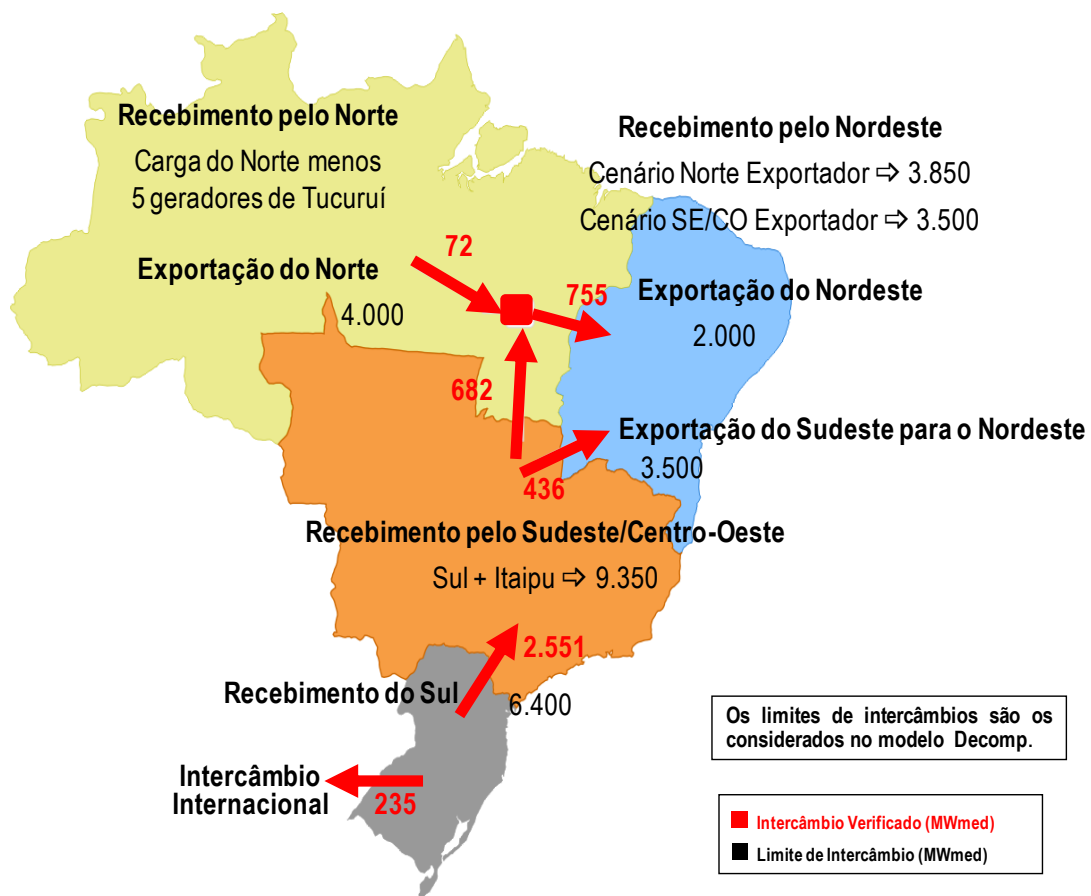 Recebimento pelo Norte
Carga do Norte menos
5 geradores de Tucuruí
Recebimento pelo Nordeste
Cenário Norte Exportador ⇨ 3.850
Cenário SE/CO Exportador ⇨ 3.500
72
Exportação do Norte
4.000
755
Exportação do Nordeste
2.000
682
Exportação do Sudeste para o Nordeste
3.500
436
Recebimento pelo Sudeste/Centro-Oeste
Sul + Itaipu ⇨ 9.350
2.551
Recebimento do Sul
6.400
Os limites de intercâmbios são os
considerados no modelo Decomp.
Intercâmbio
Internacional
235
Intercâmbio Verificado (MWmed)
Limite de Intercâmbio (MWmed)